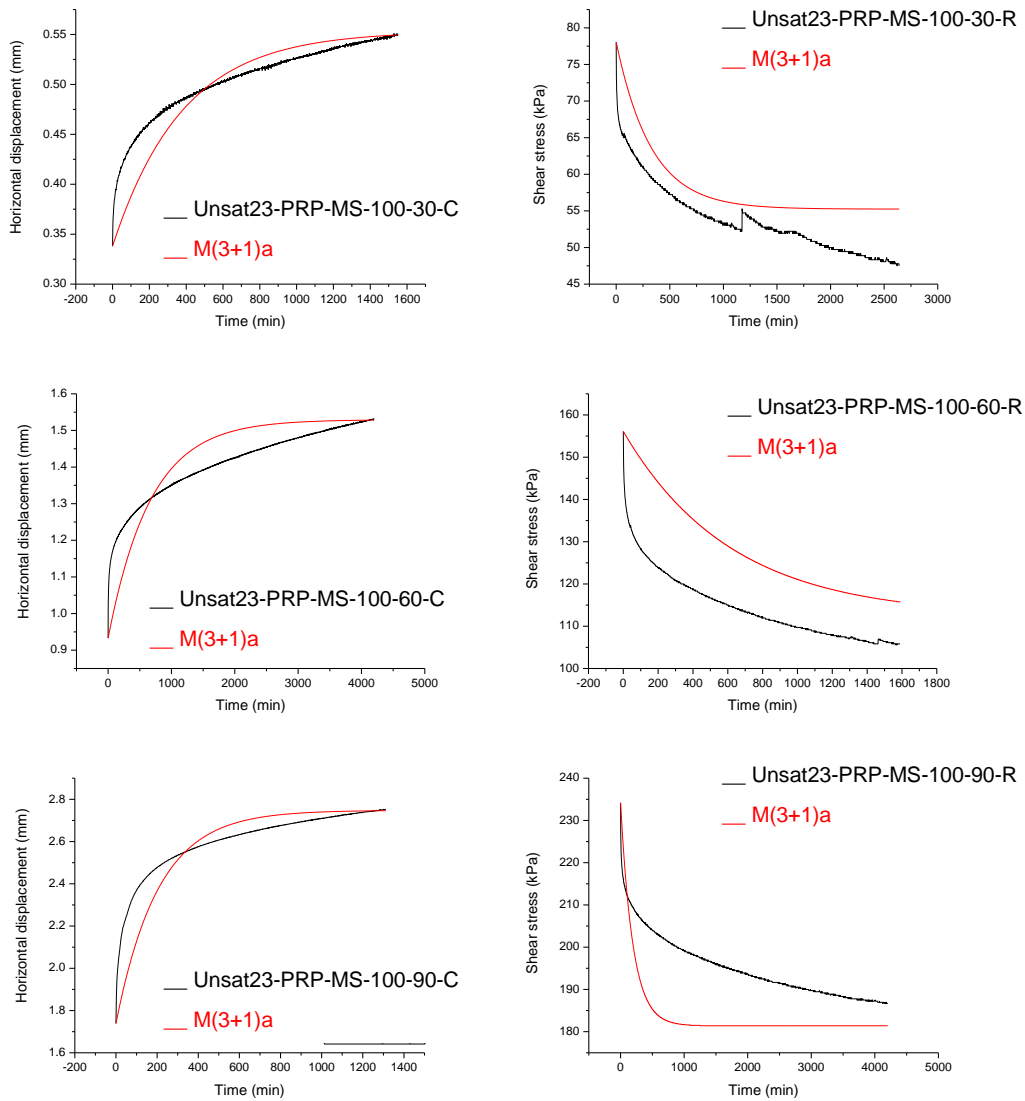 Unsat23-PRP-MS-100-30-C
M(3+1)a
Horizontal displacement (mm)
0.55
0.50
0.45
0.40
0.35
0.30
-200 0 200 400 600 800 1000 1200 1400 1600
Time (min)
Unsat23-PRP-MS-100-30-R
M(3+1)a
Shear stress (kPa)
80
75
70
65
60
55
50
45
0 500 1000 1500 2000 2500 3000
Time (min)
Unsat23-PRP-MS-100-60-C
M(3+1)a
Horizontal displacement (mm)
1.6
1.5
1.4
1.3
1.2
1.1
1.0
0.9
0 1000 2000 3000 4000 5000
Time (min)
Unsat23-PRP-MS-100-60-R
M(3+1)a
Shear stress (kPa)
160
150
140
130
120
110
100
-200 0 200 400 600 800 1000 1200 1400 1600 1800
Time (min)
Unsat23-PRP-MS-100-90-C
M(3+1)a
Horizontal displacement (mm)
2.8
2.6
2.4
2.2
2.0
1.8
1.6
-200 0 200 400 600 800 1000 1200 1400
Time (min)
Unsat23-PRP-MS-100-90-R
M(3+1)a
Shear stress (kPa)
240
230
220
210
200
190
180
0 1000 2000 3000 4000 5000
Time (min)